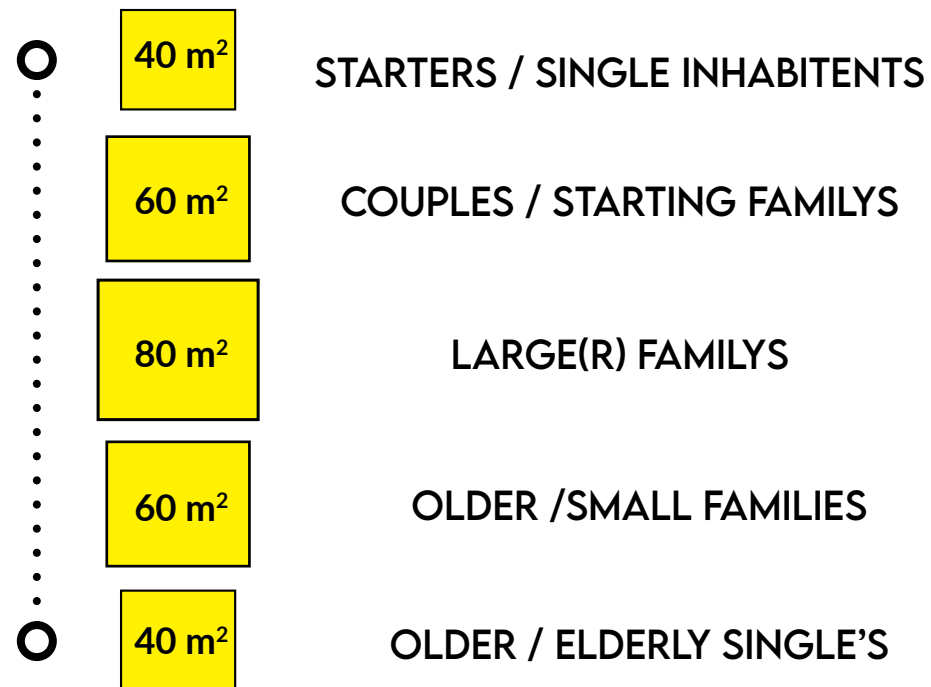 40 m²
STARTERS / SINGLE INHABITENTS
60 m²
COUPLES / STARTING FAMILYS
80 m²
LARGE(R) FAMILYS
60 m²
OLDER /SMALL FAMILIES
40 m²
OLDER / ELDERLY SINGLE'S